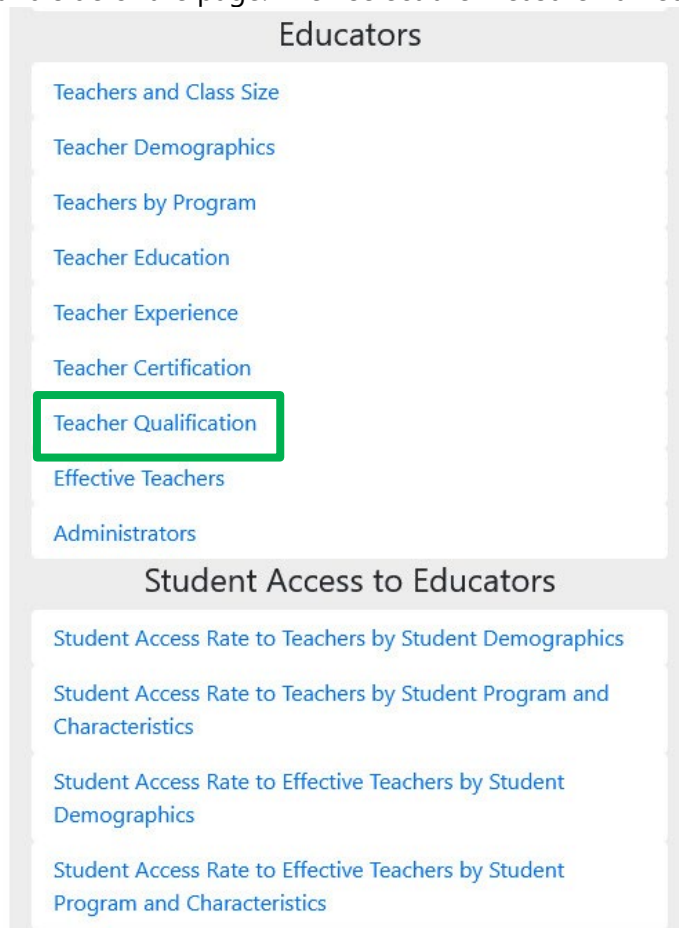 Educators
Teachers and Class Size
Teacher Demographics
Teachers by Program
Teacher Education
Teacher Experience
Teacher Certification
Teacher Qualification
Effective Teachers
Administrators
Student Access to Educators
Student Access Rate to Teachers by Student Demographics
Student Access Rate to Teachers by Student Program and
Characteristics
Student Access Rate to Effective Teachers by Student
Demographics
Student Access Rate to Effective Teachers by Student
Program and Characteristics